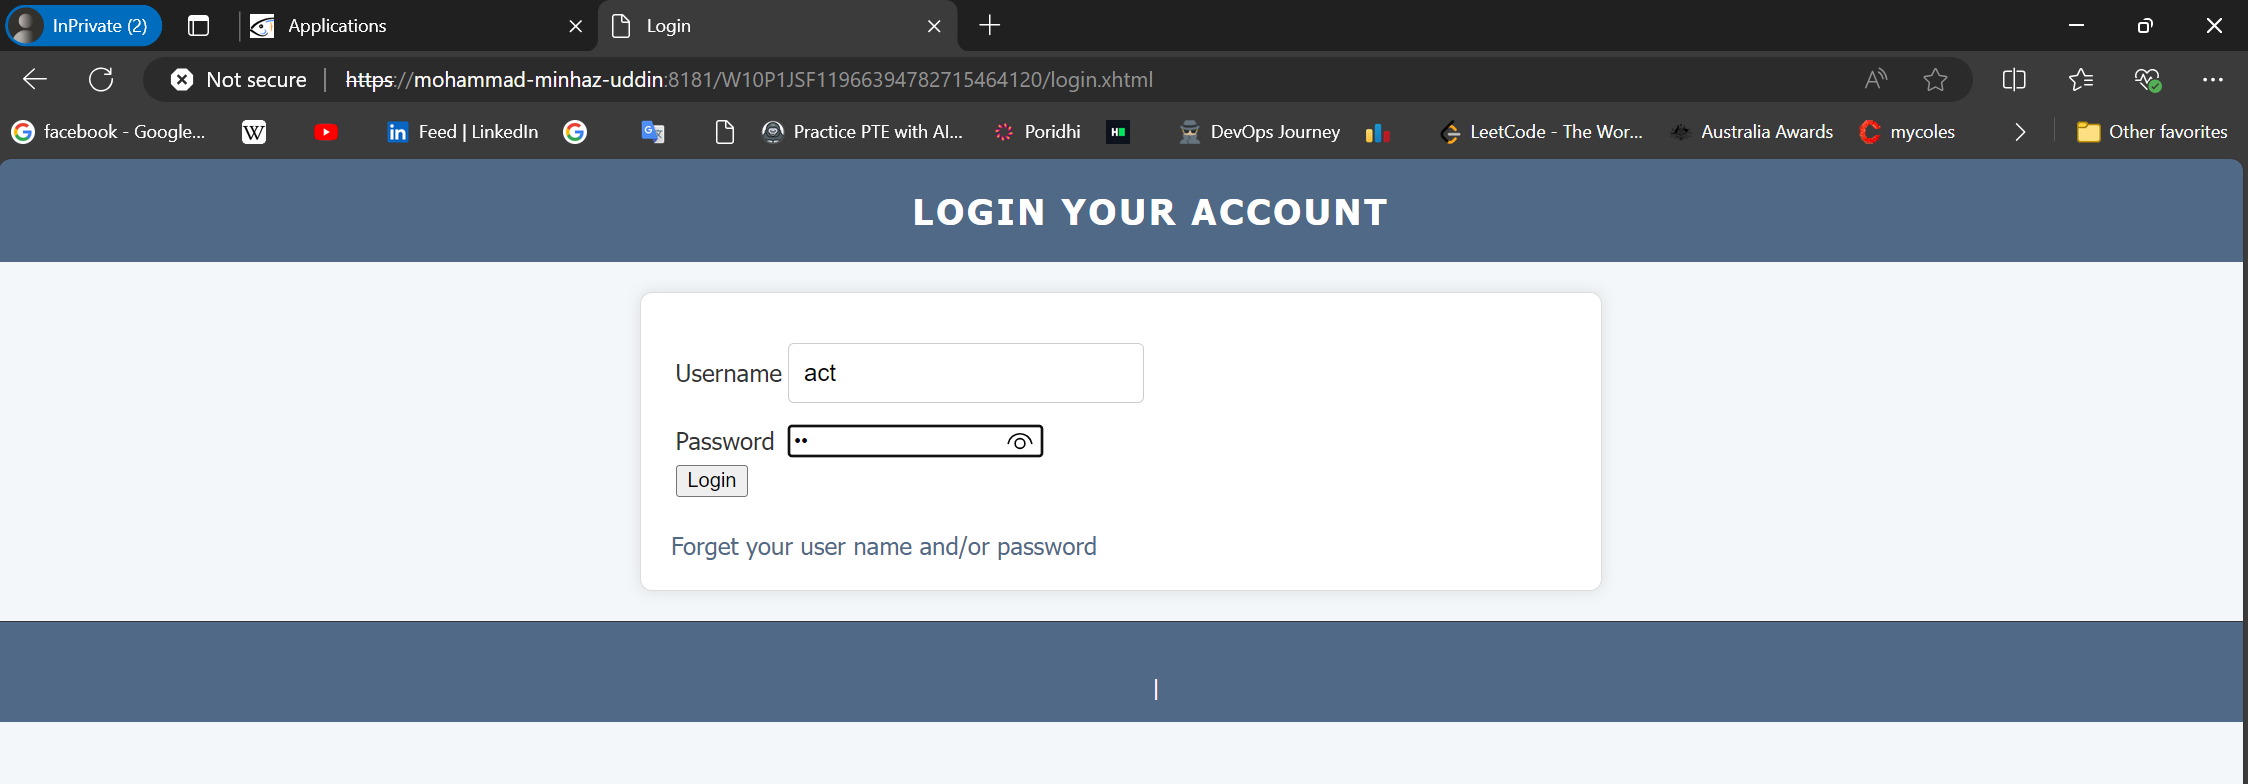 InPrivate (2)
Applications
Login
Not secure
https://mohammad-minhaz-uddin:8181/W10P1JSF11966394782715464120/login.xhtml
facebook - Google...
W
in Feed | LinkedIn
G
Practice PTE with AI...
Poridhi
H
DevOps Journey
LeetCode - The Wor...
Australia Awards
mycoles
Other favorites
LOGIN YOUR ACCOUNT
Username act
Password ••
Login
Forget your user name and/or password
|